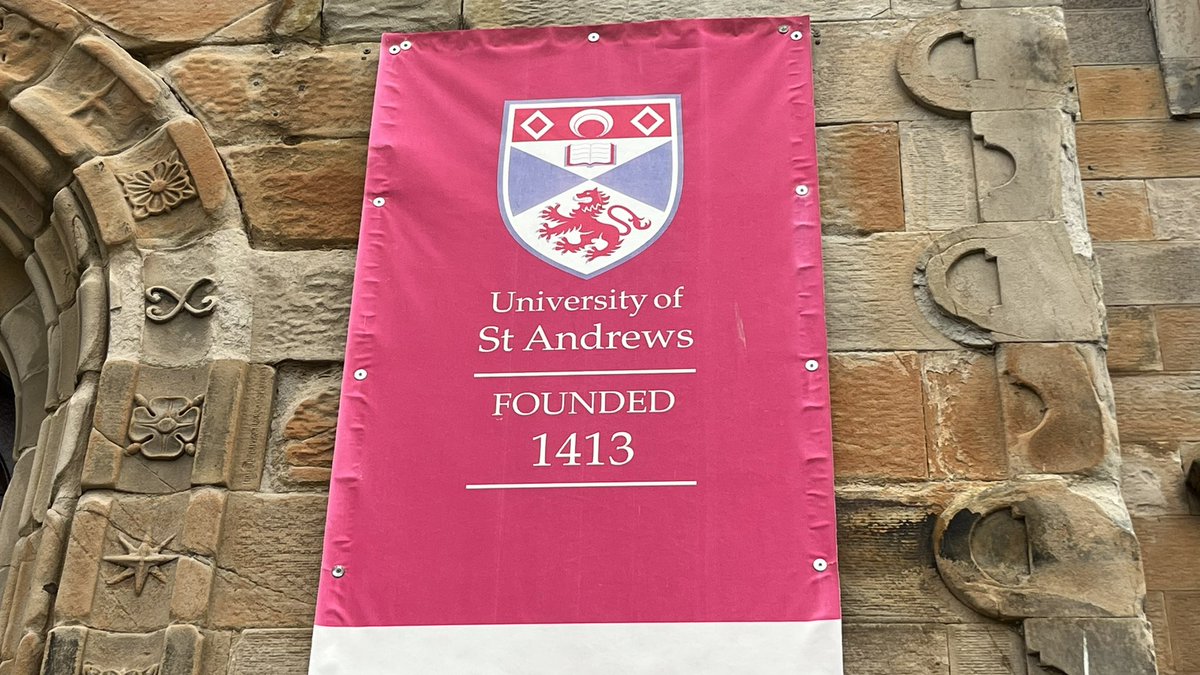 University of
St Andrews
FOUNDED
1413